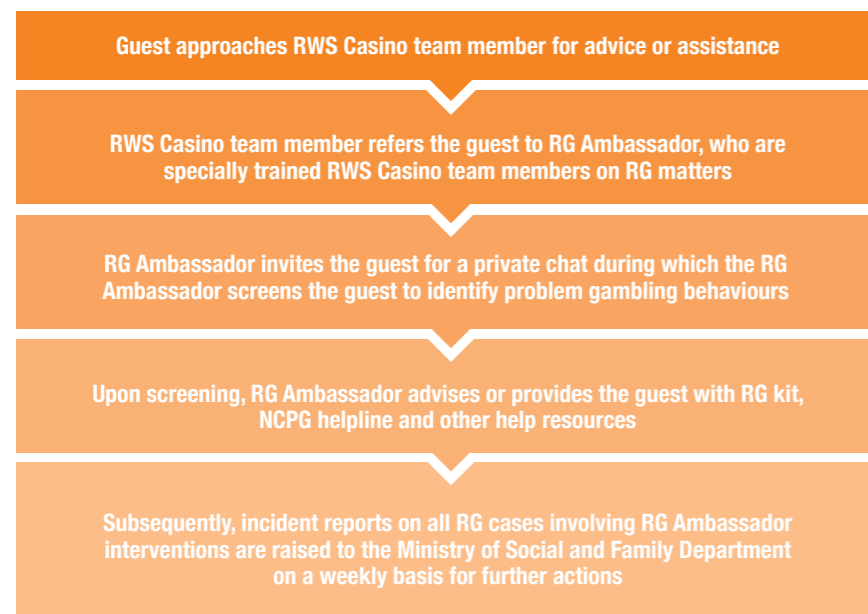 Guest approaches RWS Casino team member for advice or assistance
RWS Casino team member refers the guest to RG Ambassador, who are
specially trained RWS Casino team members on RG matters
RG Ambassador invites the guest for a private chat during which the RG
Ambassador screens the guest to identify problem gambling behaviours
Upon screening, RG Ambassador advises or provides the guest with RG kit,
NCPG helpline and other help resources
Subsequently, incident reports on all RG cases involving RG Ambassador
interventions are raised to the Ministry of Social and Family Department
on a weekly basis for further actions